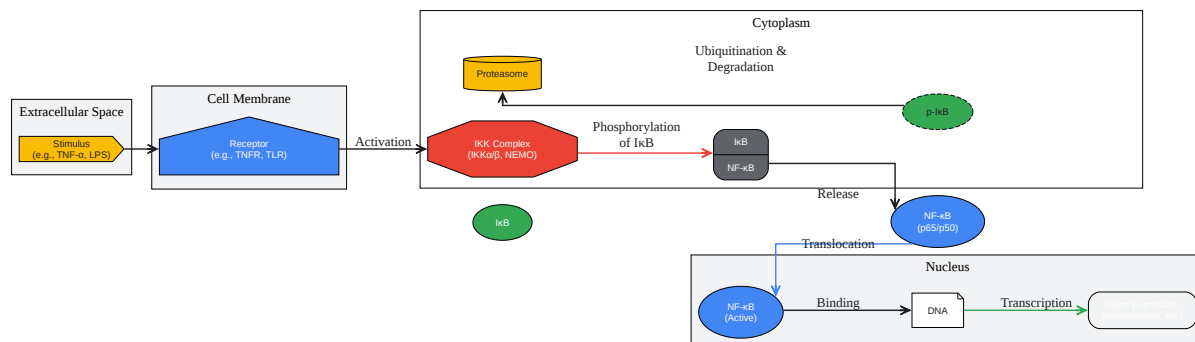 Cytoplasm
Ubiquitination &
Degradation
Proteasome
p-IκB
Cell Membrane
Extracellular Space
Stimulus
(e.g., TNF-α, LPS)
Receptor
(e.g., TNFR, TLR)
Activation
IKK Complex
(IKKα/β, NEMO)
Phosphorylation
of IκB
IκB
NF-κB
Release
IκB
NF-κB
(p65/p50)
Translocation
Nucleus
NF-κB
(Active)
Binding
DNA
Transcription
Gene Expression